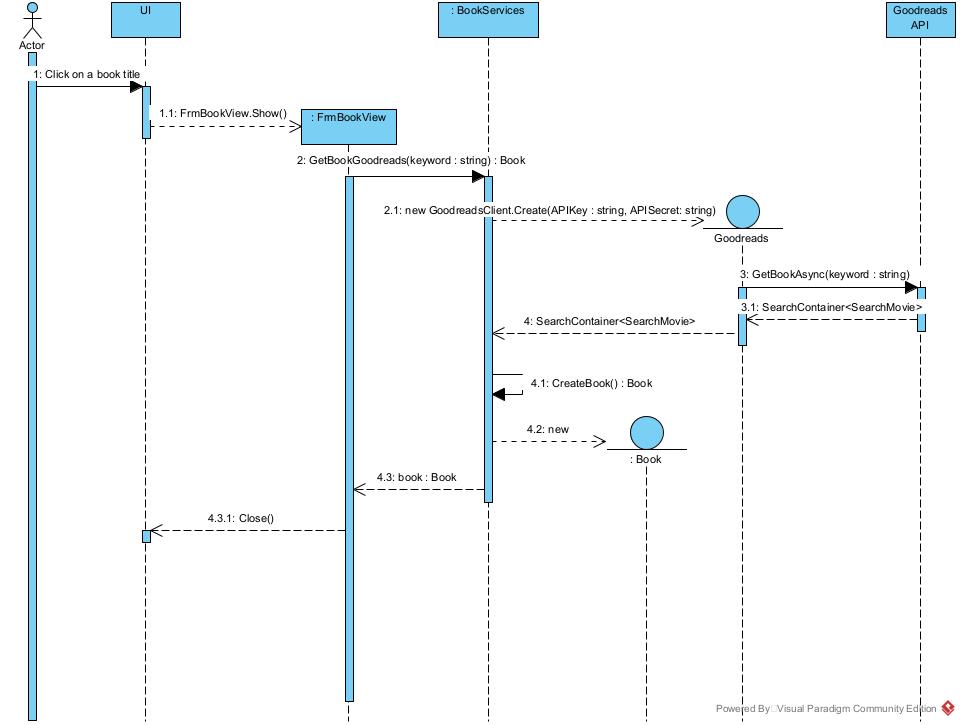 UI
: BookServices
Goodreads
API
Actor
1: Click on a book title
1.1: FrmBookView.Show()
: FrmBookView
2: GetBookGoodreads(keyword : string) : Book
2.1: new GoodreadsClient.Create(APIKey : string, APISecret: string)
Goodreads
3: GetBookAsync(keyword : string)
3.1: SearchContainer<SearchMovie>
4: SearchContainer<SearchMovie>
4.1: CreateBook() : Book
4.2: new
: Book
4.3: book : Book
4.3.1: Close()
Powered By Visual Paradigm Community Edition